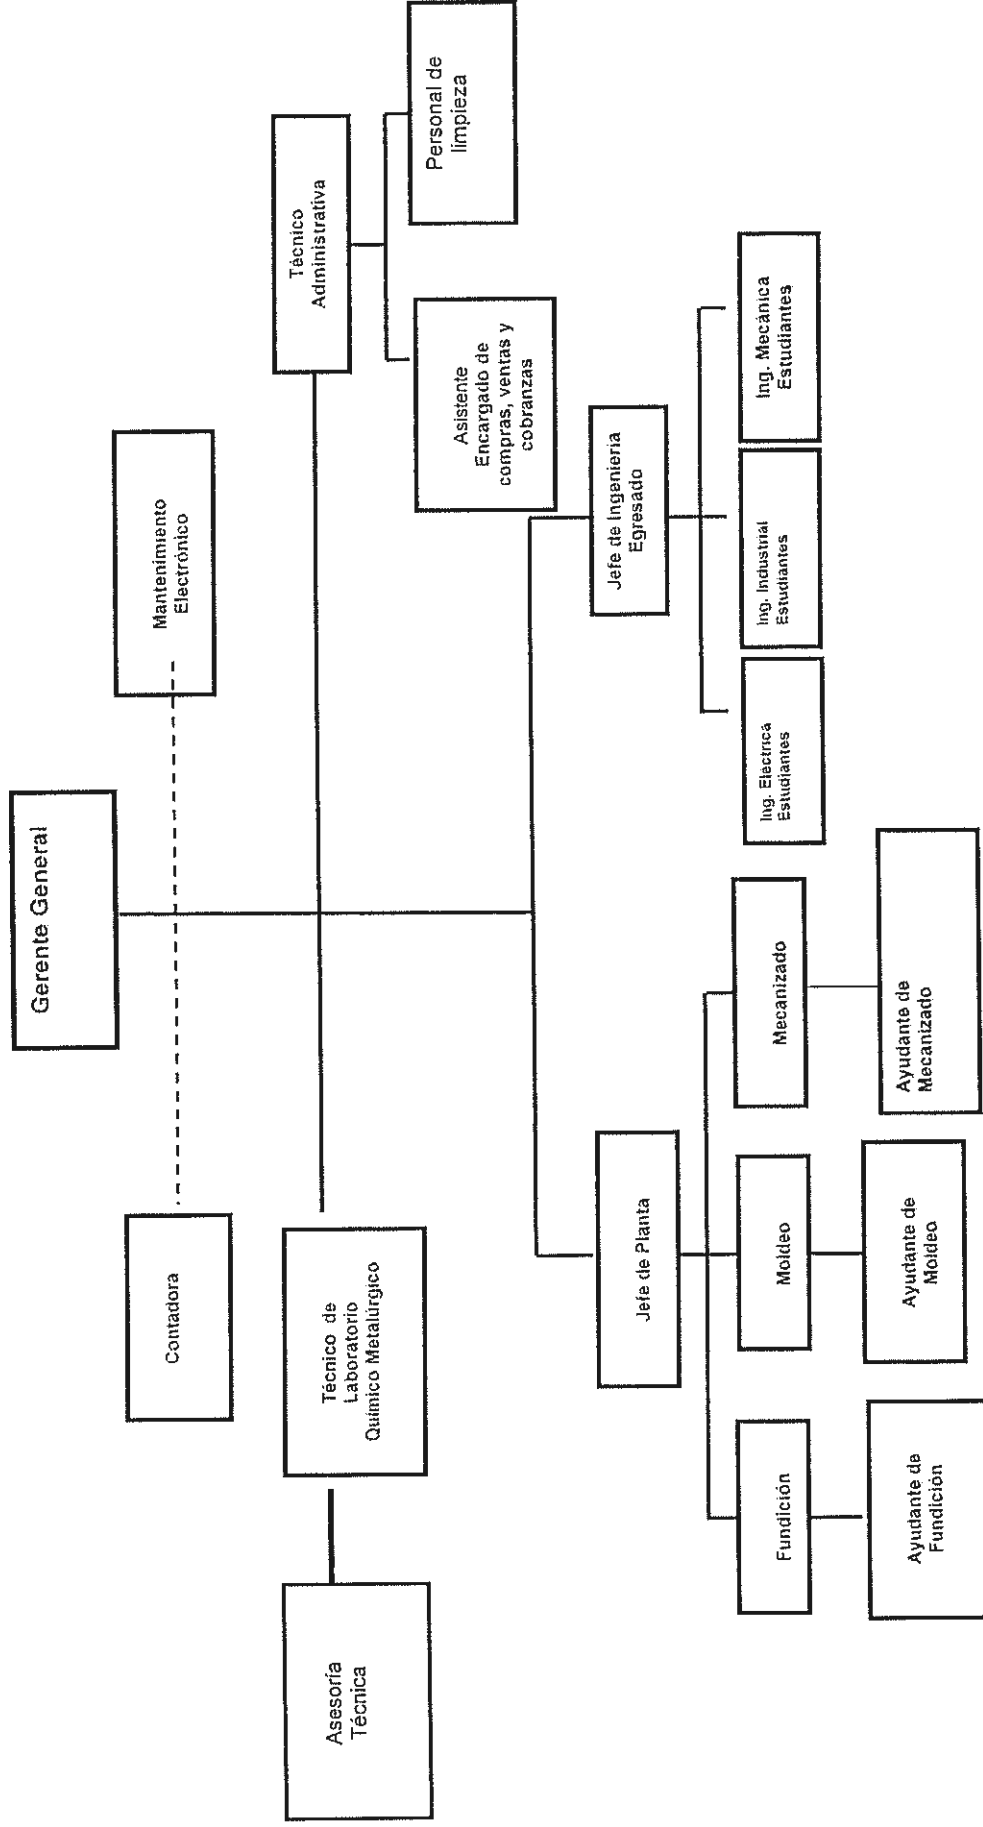 Gerente General
Contadora
Mantenimiento
Electrónico
Asesoría
Técnica
Técnico de
Laboratorio
Químico Metalúrgico
Técnico
Administrativa
Asistente
Encargado de
compras, ventas y
cobranzas
Personal de
limpieza
Jefe de Planta
Jefe de Ingeniería
Egresado
Fundición
Moldeo
Mecanizado
Ing. Eléctrica
Estudiantes
Ing. Industrial
Estudiantes
Ing. Mecánica
Estudiantes
Ayudante de
Fundición
Ayudante de
Moldeo
Ayudante de
Mecanizado